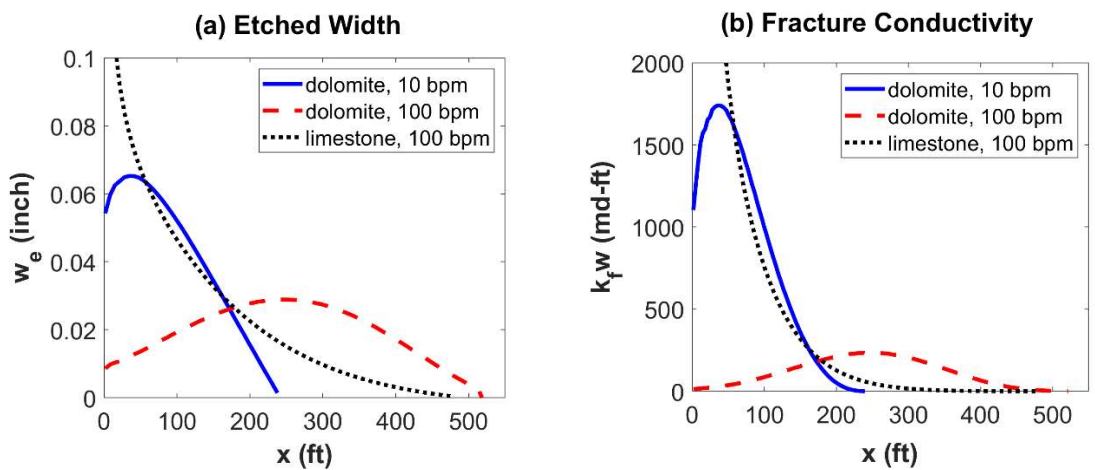 (a) Etched Width
w_e (inch)
0.1
0.08
0.06
0.04
0.02
0
dolomite, 10 bpm
dolomite, 100 bpm
limestone, 100 bpm
0 100 200 300 400 500
x (ft)
(b) Fracture Conductivity
k_f w (md-ft)
2000
1500
1000
500
0
dolomite, 10 bpm
dolomite, 100 bpm
limestone, 100 bpm
0 100 200 300 400 500
x (ft)